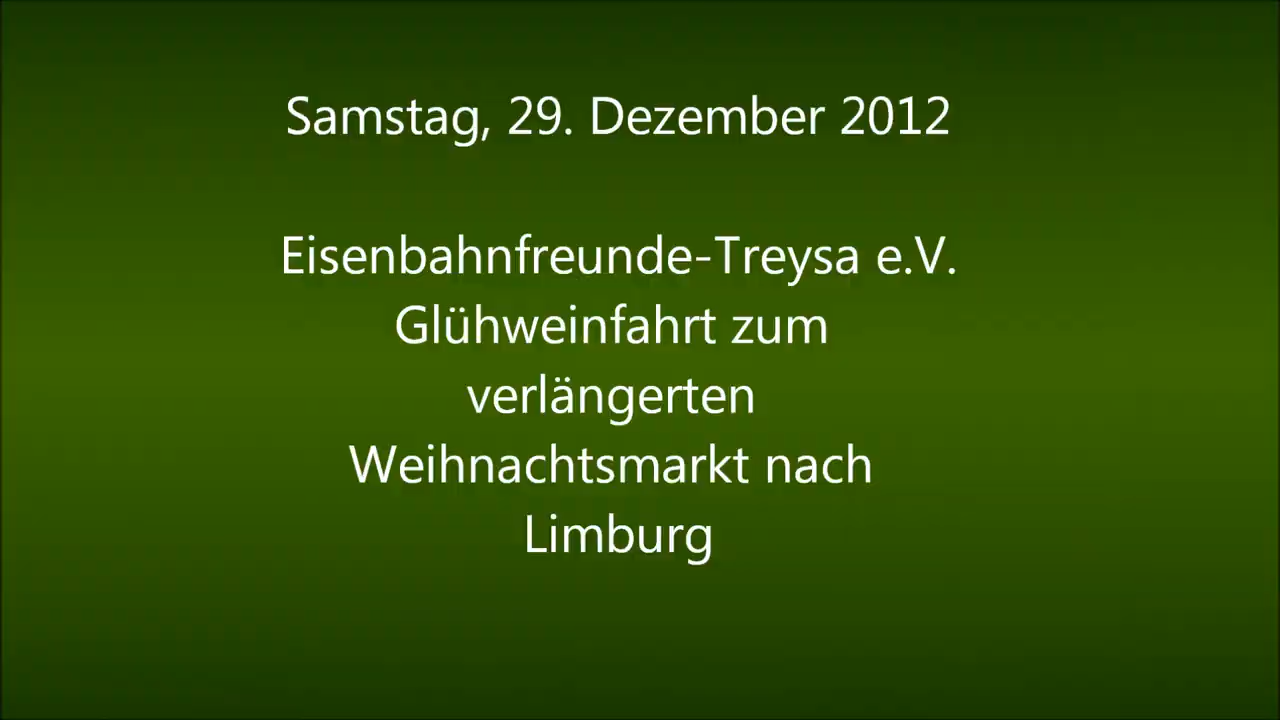 Samstag, 29. Dezember 2012
Eisenbahnfreunde-Treysa e.V.
Glühweinfahrt zum
verlängerten
Weihnachtsmarkt nach
Limburg